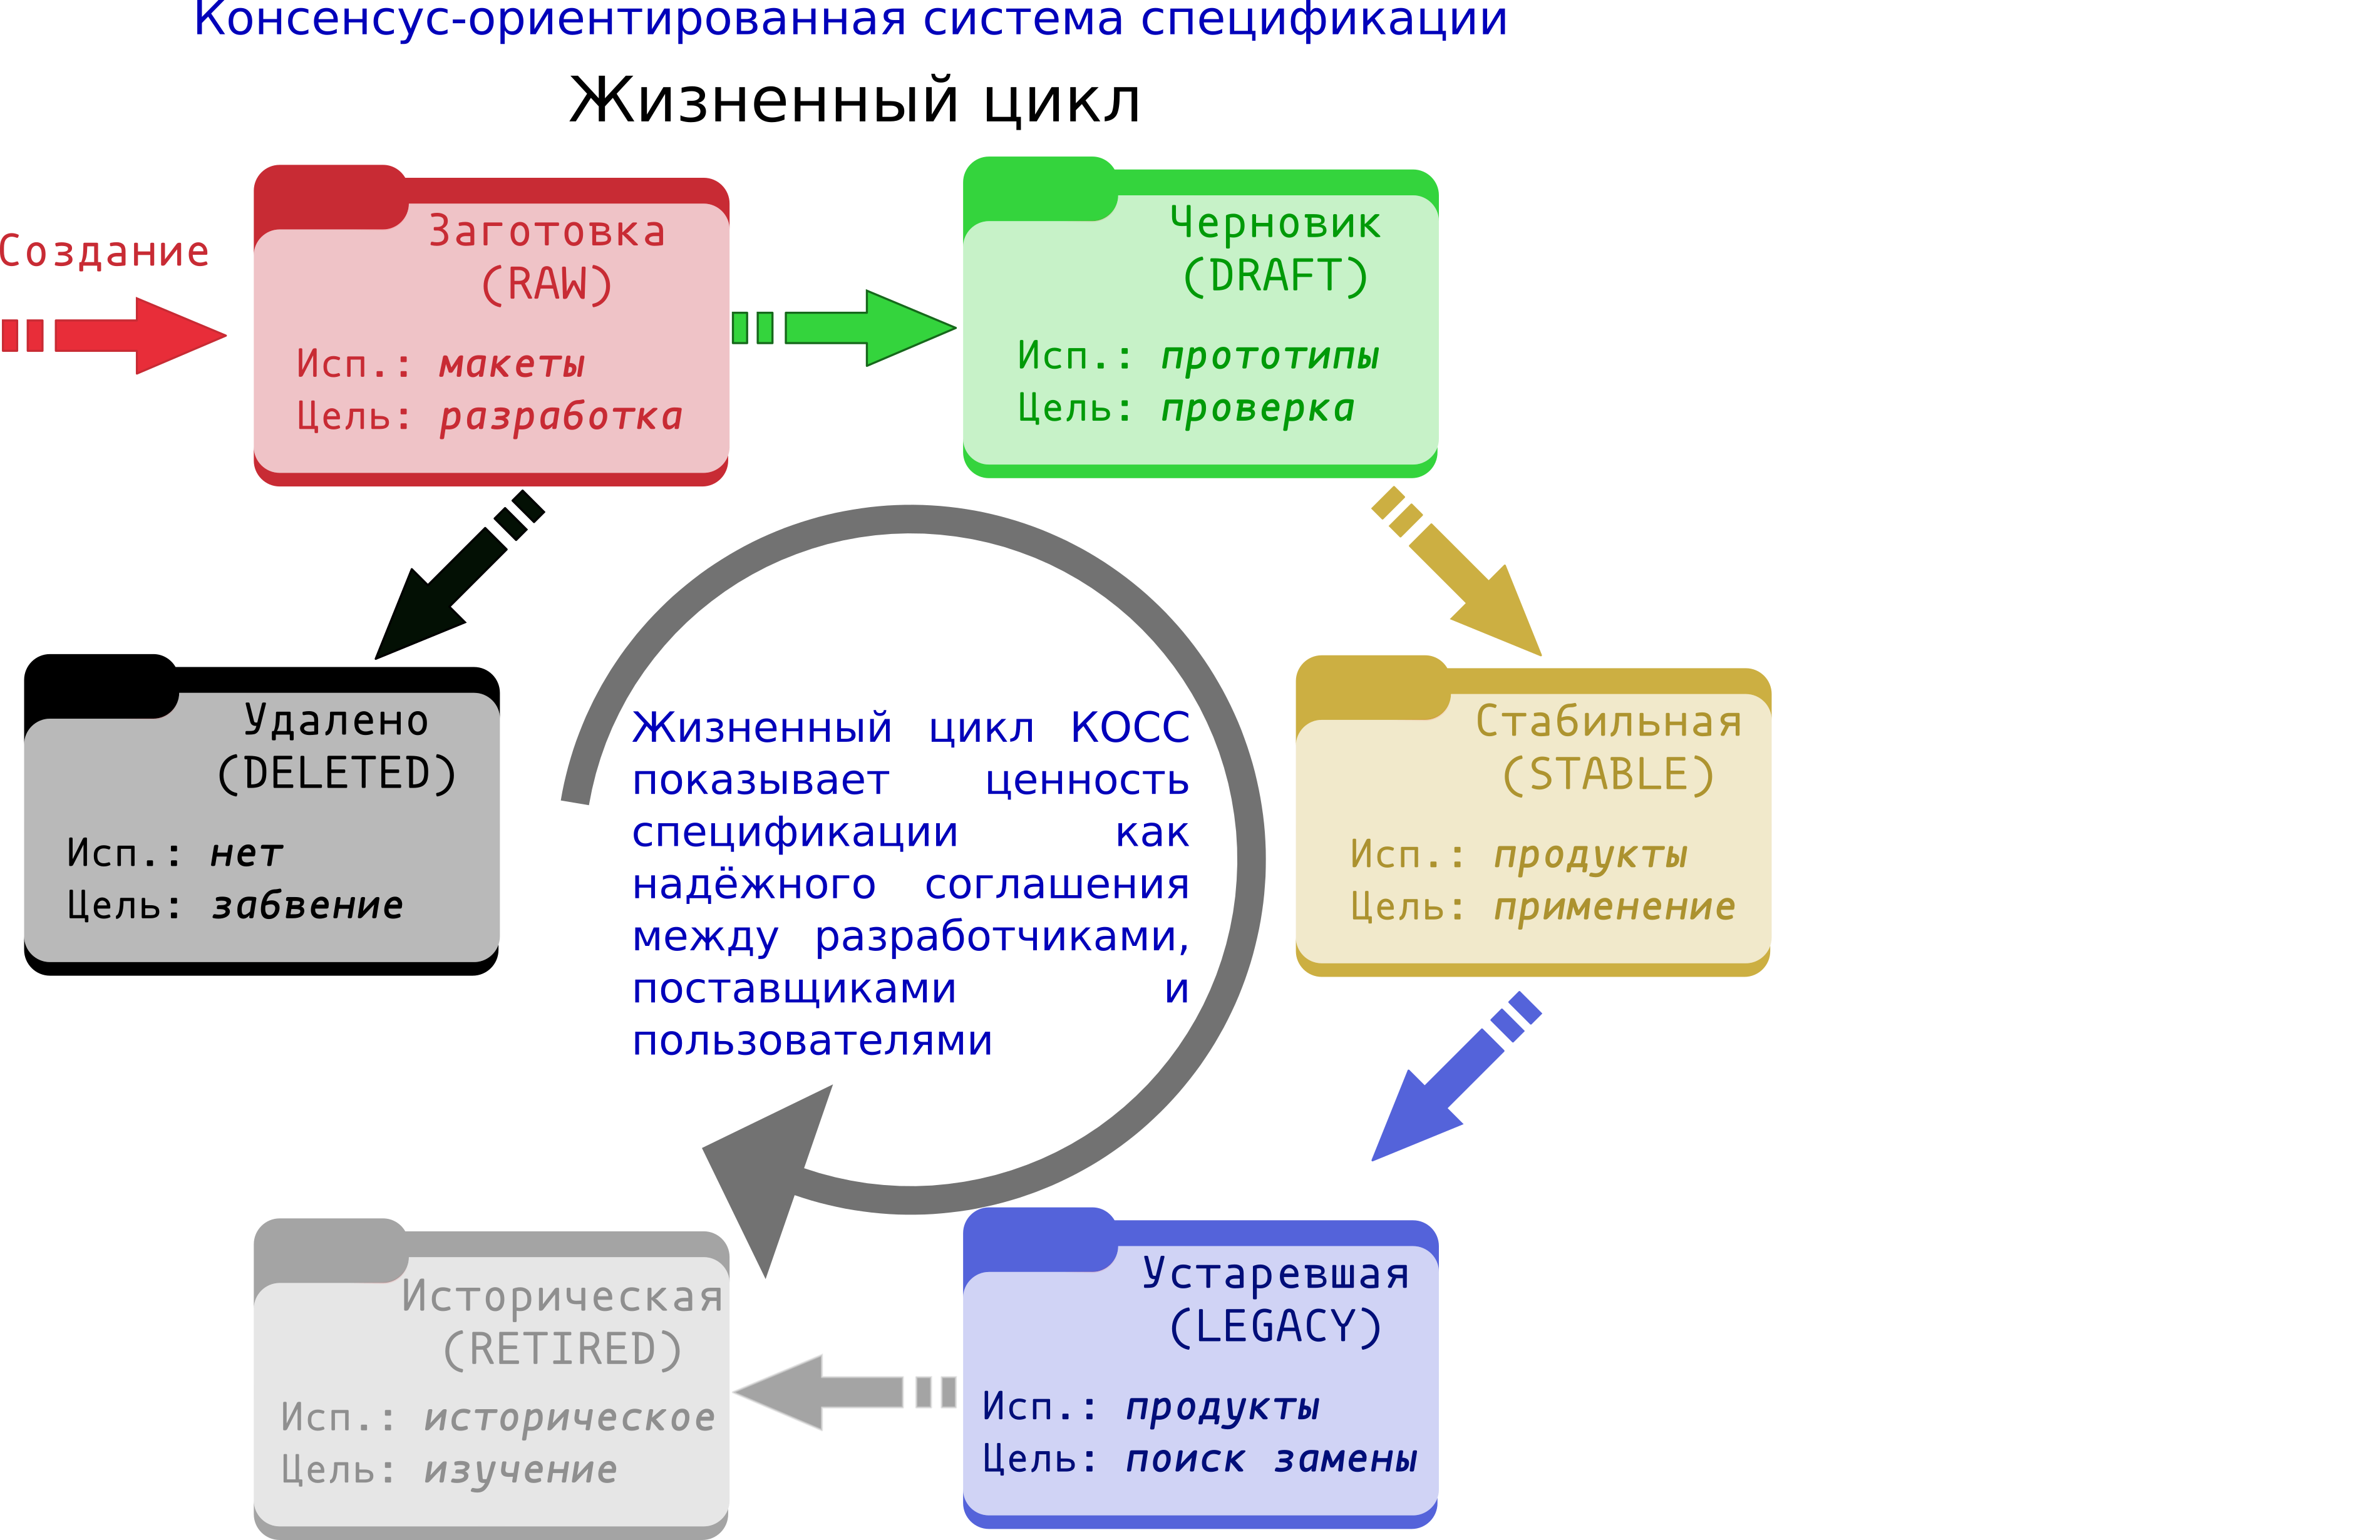 Консенсус-ориентированная система спецификации
Жизненный цикл
Создание
Заготовка
(RAW)
Исп.: макеты
Цель: разработка
Черновик
(DRAFT)
Исп.: прототипы
Цель: проверка
Удалено
(DELETED)
Исп.: нет
Цель: забвение
Жизненный цикл КОСС
показывает ценность
спецификации как
надёжного соглашения
между разработчиками,
поставщиками и
пользователями
Стабильная
(STABLE)
Исп.: продукты
Цель: применение
Историческая
(RETIRED)
Исп.: историческое
Цель: изучение
Устаревшая
(LEGACY)
Исп.: продукты
Цель: поиск замены